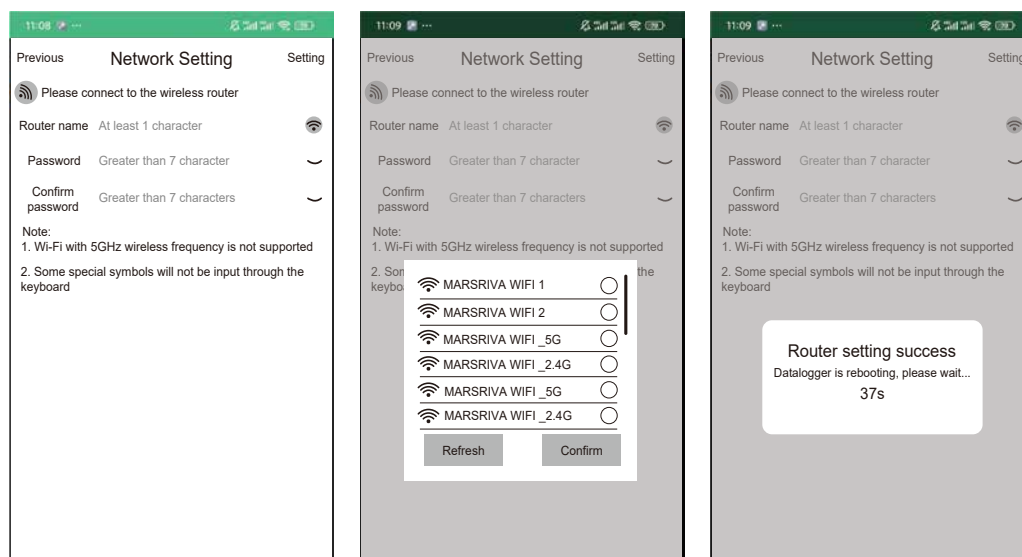 11:08
Previous Network Setting Setting
Please connect to the wireless router
Router name At least 1 character
Password Greater than 7 character
Confirm
password
Greater than 7 characters
Note:
1. Wi-Fi with 5GHz wireless frequency is not supported
2. Some special symbols will not be input through the
keyboard
11:09
Previous Network Setting Setting
Please connect to the wireless router
Router name At least 1 character
Password Greater than 7 character
Confirm
password
Greater than 7 characters
Note:
1. Wi-Fi with 5GHz wireless frequency is not supported
2. Som the
keybo
MARSRIVA WIFI 1
MARSRIVA WIFI 2
MARSRIVA WIFI _5G
MARSRIVA WIFI _2.4G
MARSRIVA WIFI _5G
MARSRIVA WIFI _2.4G
Refresh Confirm
11:09
Previous Network Setting Setting
Please connect to the wireless router
Router name At least 1 character
Password Greater than 7 character
Confirm
password
Greater than 7 characters
Note:
1. Wi-Fi with 5GHz wireless frequency is not supported
2. Some special symbols will not be input through the
keyboard
Router setting success
Datalogger is rebooting, please wait...
37s